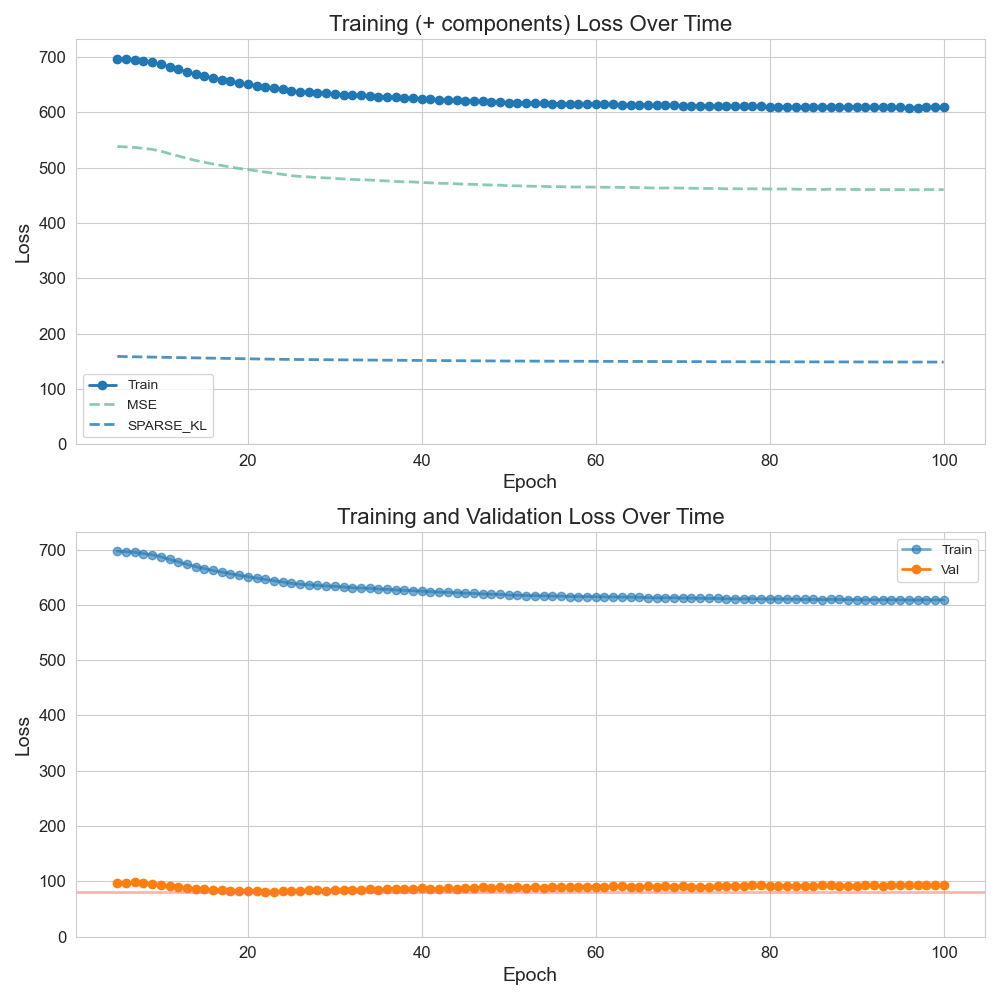 Training (+ components) Loss Over Time
700
600
500
400
300
200
100
0
Loss
Train
MSE
SPARSE_KL
20 40 60 80 100
Epoch
Training and Validation Loss Over Time
700
600
500
400
300
200
100
0
Loss
Train
Val
20 40 60 80 100
Epoch